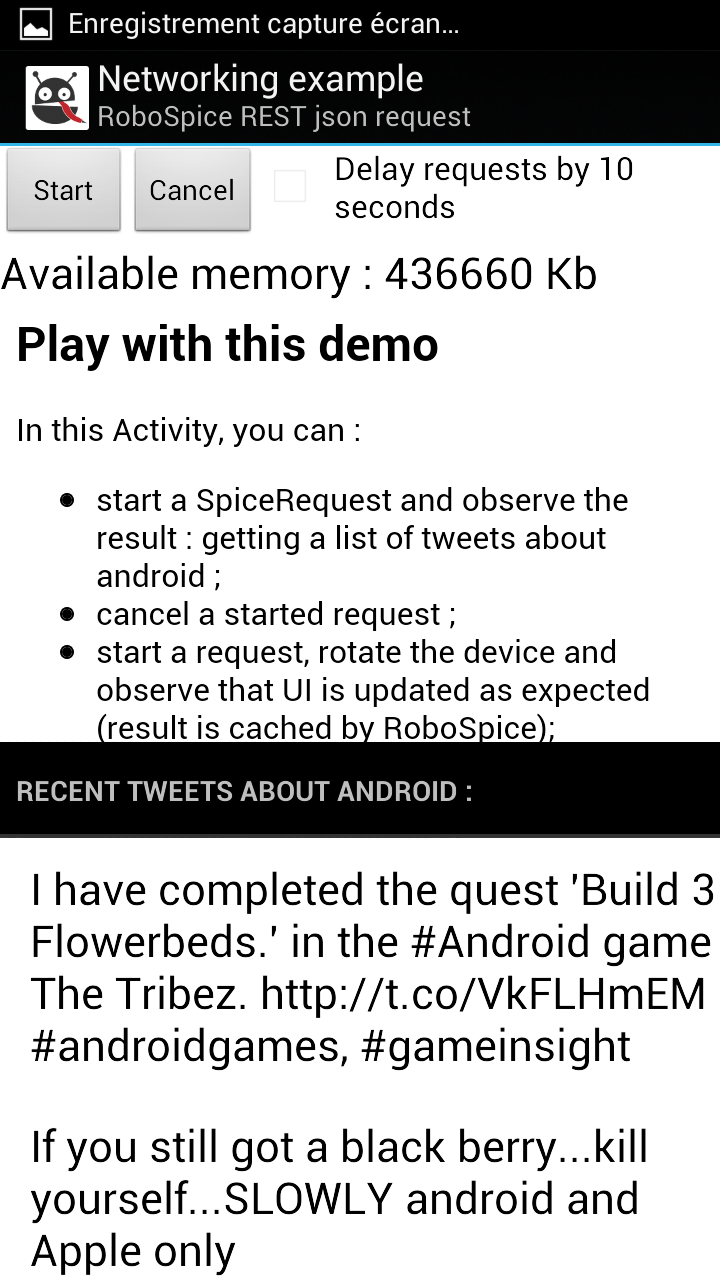 Enregistrement capture écran...
Networking example
RoboSpice REST json request
Start
Cancel
Delay requests by 10
seconds
Available memory : 436660 Kb
Play with this demo
In this Activity, you can :
start a SpiceRequest and observe the
result : getting a list of tweets about
android ;
cancel a started request ;
start a request, rotate the device and
observe that UI is updated as expected
(result is cached by RoboSpice);
RECENT TWEETS ABOUT ANDROID :
I have completed the quest 'Build 3
Flowerbeds.' in the #Android game
The Tribez. http://t.co/VkFLHmEM
#androidgames, #gameinsight
If you still got a black berry...kill
yourself...SLOWLY android and
Apple only